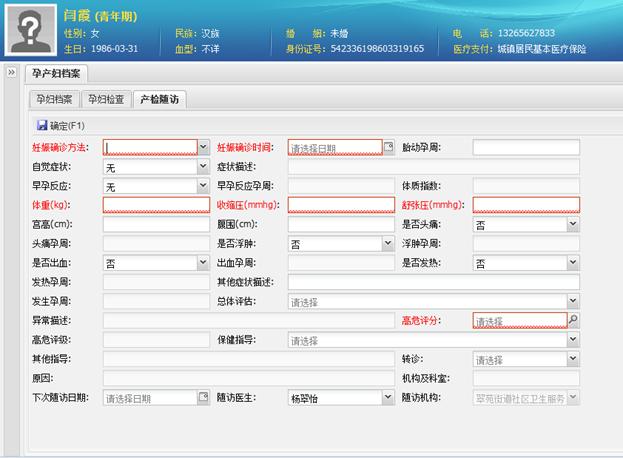 闫霞 (青年期)
性别: 女 民族: 汉族 婚 姻: 未婚 电 话: 13265627833
生日: 1986-03-31 血型: 不详 身份证号: 542336198603319165 医疗支付: 城镇居民基本医疗保险
孕产妇档案
孕妇档案 孕妇检查 产检随访
确定(F1)
妊娠确诊方法: 妊娠确诊时间: 请选择日期 胎动孕周:
自觉症状: 无 症状描述:
早孕反应: 无 早孕反应孕周: 体质指数:
体重(kg): 收缩压(mmhg): 舒张压(mmhg):
宫高(cm): 腹围(cm): 是否头痛: 否
头痛孕周: 是否浮肿: 否 浮肿孕周:
是否出血: 否 出血孕周: 是否发热: 否
发热孕周: 其他症状描述:
发生孕周: 总体评估: 请选择
异常描述: 高危评分: 请选择
高危评级: 保健指导: 请选择
其他指导: 转诊: 请选择
原因: 机构及科室:
下次随访日期: 请选择日期 随访医生: 杨翠怡 随访机构: 翠苑街道社区卫生服务